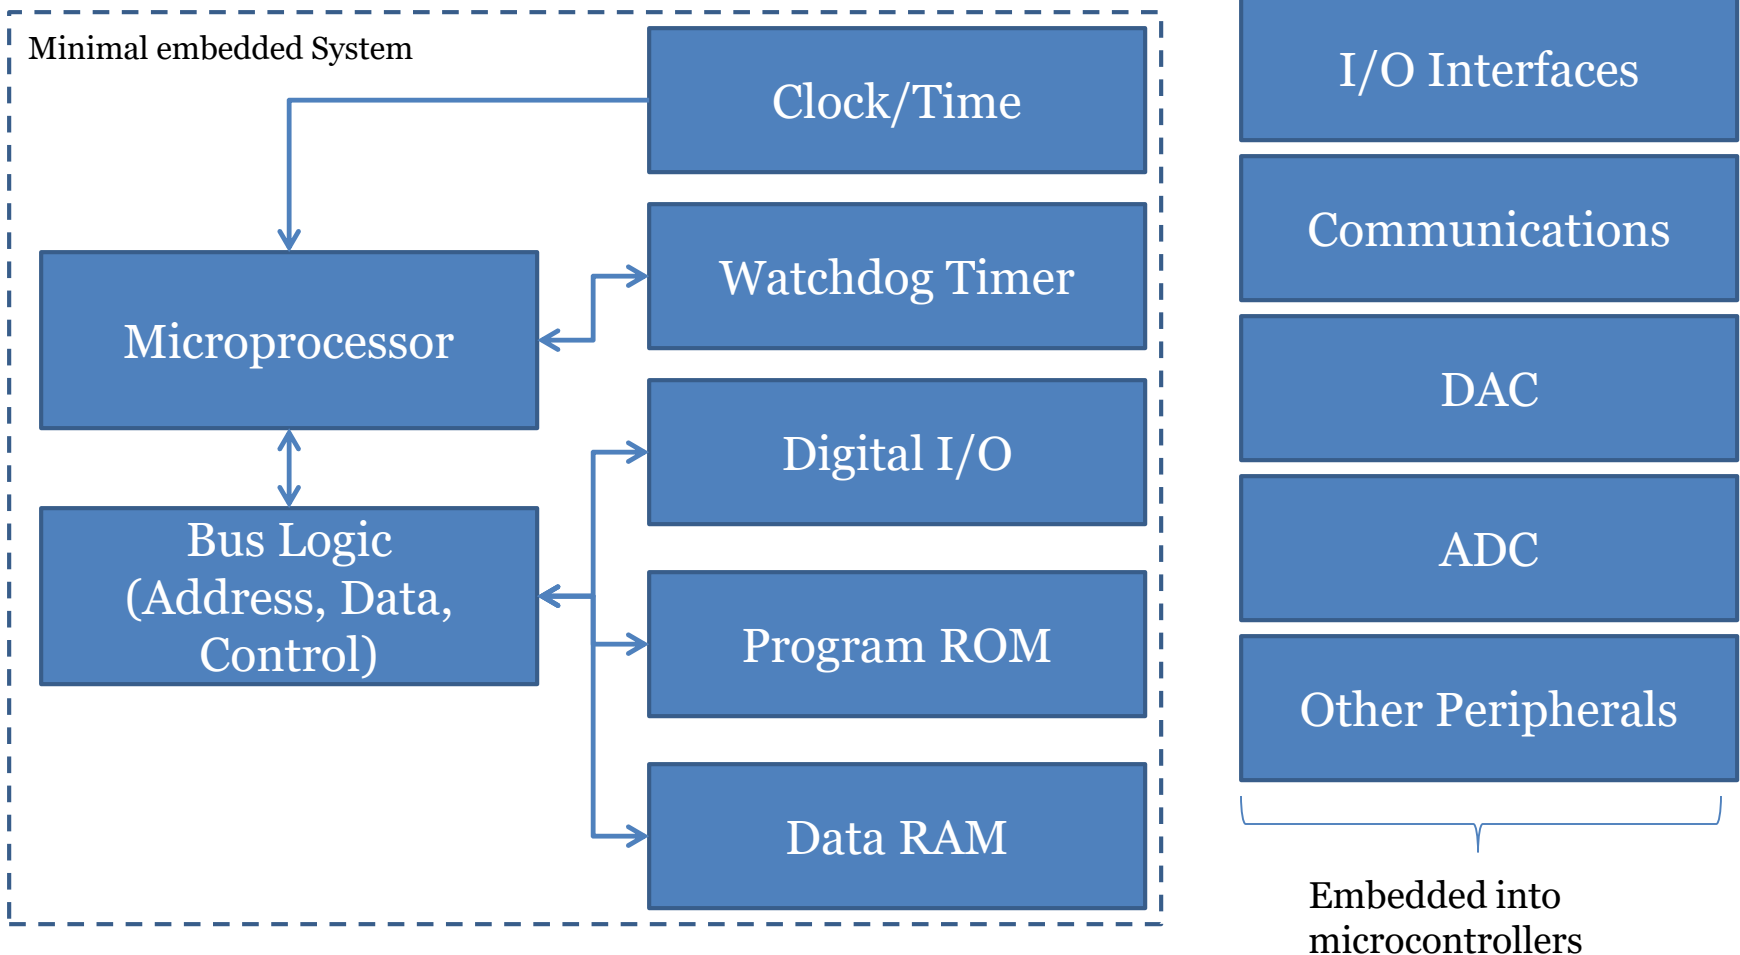 Minimal embedded System
Clock/Time
Watchdog Timer
Microprocessor
Digital I/O
Bus Logic
(Address, Data,
Control)
Program ROM
Data RAM
I/O Interfaces
Communications
DAC
ADC
Other Peripherals
Embedded into
microcontrollers